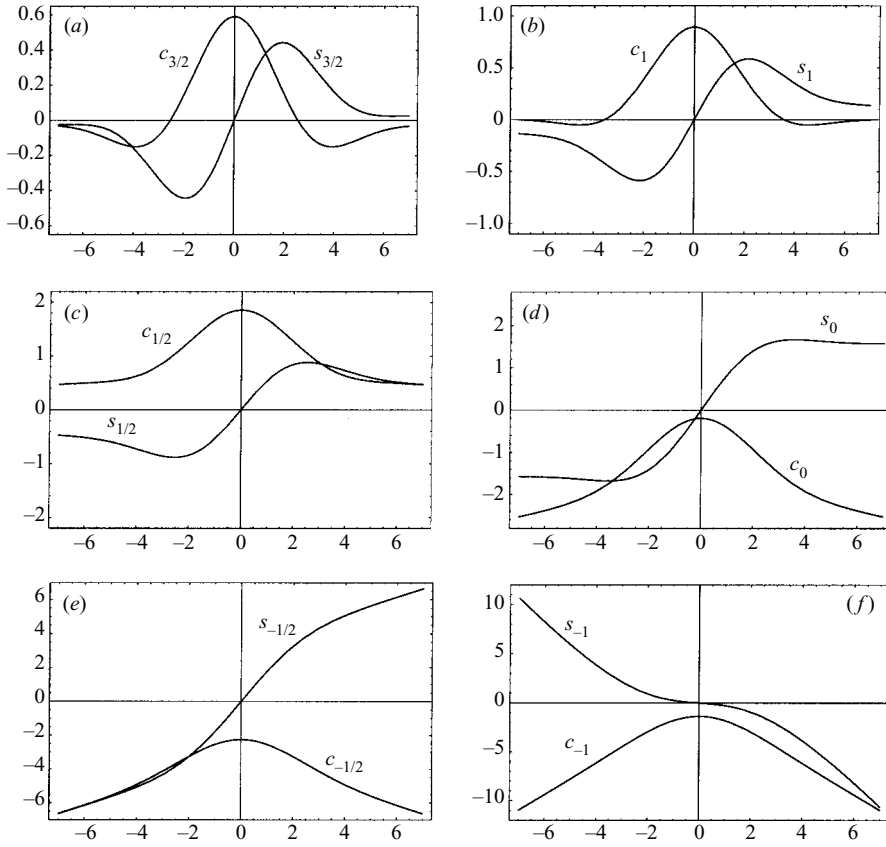 (a)
c3/2
s3/2
0.6
0.4
0.2
0
−0.2
−0.4
−0.6
−6 −4 −2 0 2 4 6
(b)
c1
s1
1.0
0.5
0
−0.5
−1.0
−6 −4 −2 0 2 4 6
(c)
c1/2
s1/2
2
1
0
−1
−2
−6 −4 −2 0 2 4 6
(d)
s0
c0
2
1
0
−1
−2
−6 −4 −2 0 2 4 6
(e)
s−1/2
c−1/2
6
4
2
0
−2
−4
−6
−6 −4 −2 0 2 4 6
(f)
s−1
c−1
10
5
0
−5
−10
−6 −4 −2 0 2 4 6